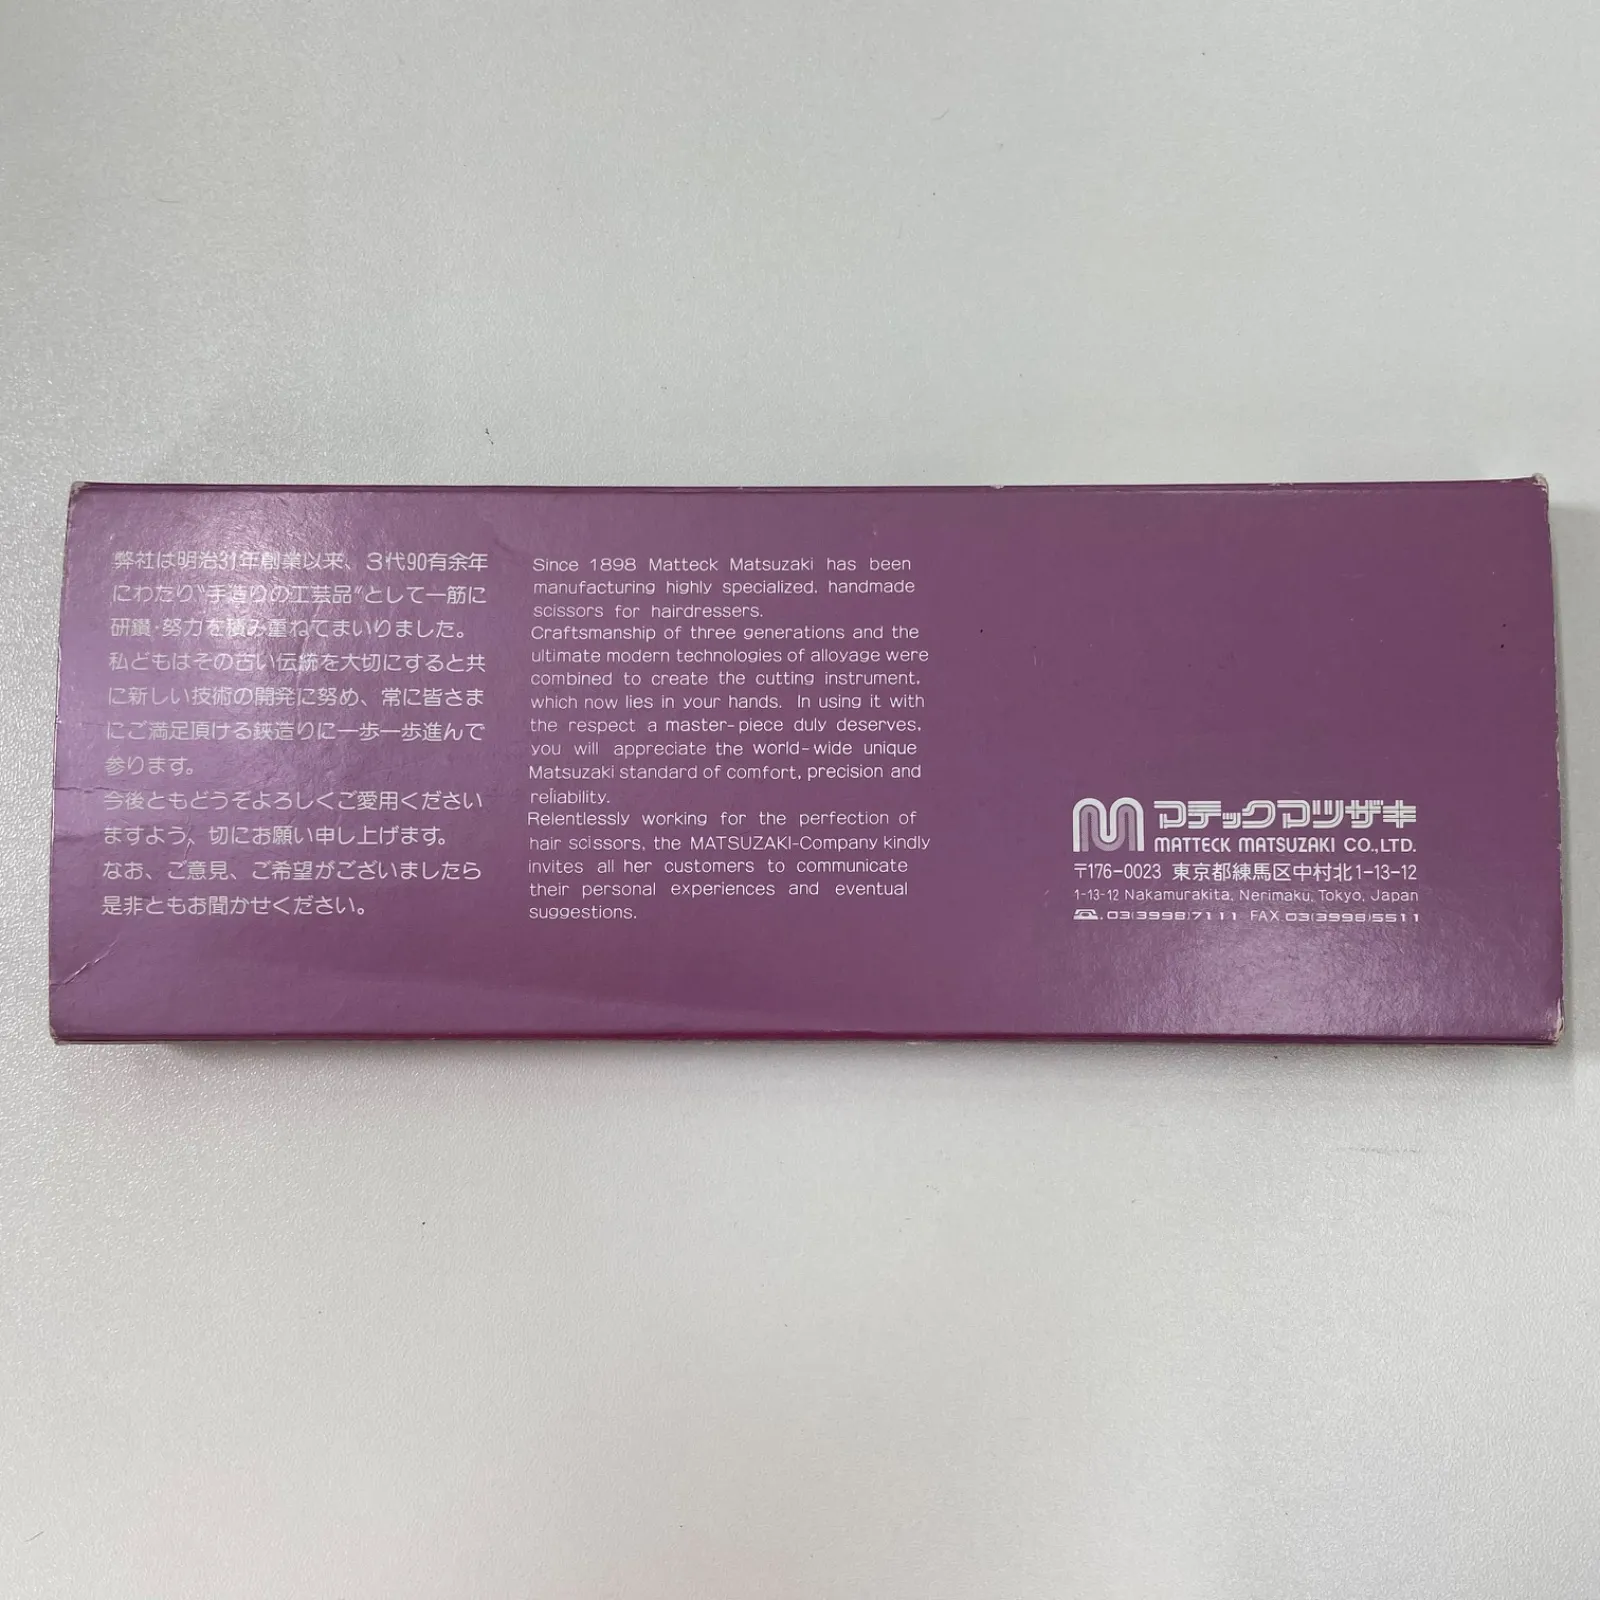 弊社は明治31年創業以来、3代90有余年
にわたり"手造りの工芸品"として一筋に
研鑽・努力を積み重ねてまいりました。
私どもはその古い伝統を大切にすると共
に新しい技術の開発に努め、常に皆さま
にご満足頂ける鋏造りに一歩一歩進んで
参ります。
今後ともどうぞよろしくご愛用ください
ますよう、切にお願い申し上げます。
なお、ご意見、ご希望がございましたら
是非ともお聞かせください。
Since 1898 Matteck Matsuzaki has been
manufacturing highly specialized, handmade
scissors for hairdressers.
Craftsmanship of three generations and the
ultimate modern technologies of alloyage were
combined to create the cutting instrument,
which now lies in your hands. In using it with
the respect a master-piece duly deserves,
you will appreciate the world-wide unique
Matsuzaki standard of comfort, precision and
reliability.
Relentlessly working for the perfection of
hair scissors, the MATSUZAKI-Company kindly
invites all her customers to communicate
their personal experiences and eventual
suggestions.
マテックマツザキ
MATTECK MATSUZAKI CO.,LTD.
〒176-0023 東京都練馬区中村北1-13-12
1-13-12 Nakamurakita, Nerimaku, Tokyo, Japan
☎.03(3998)7111 FAX.03(3998)5511